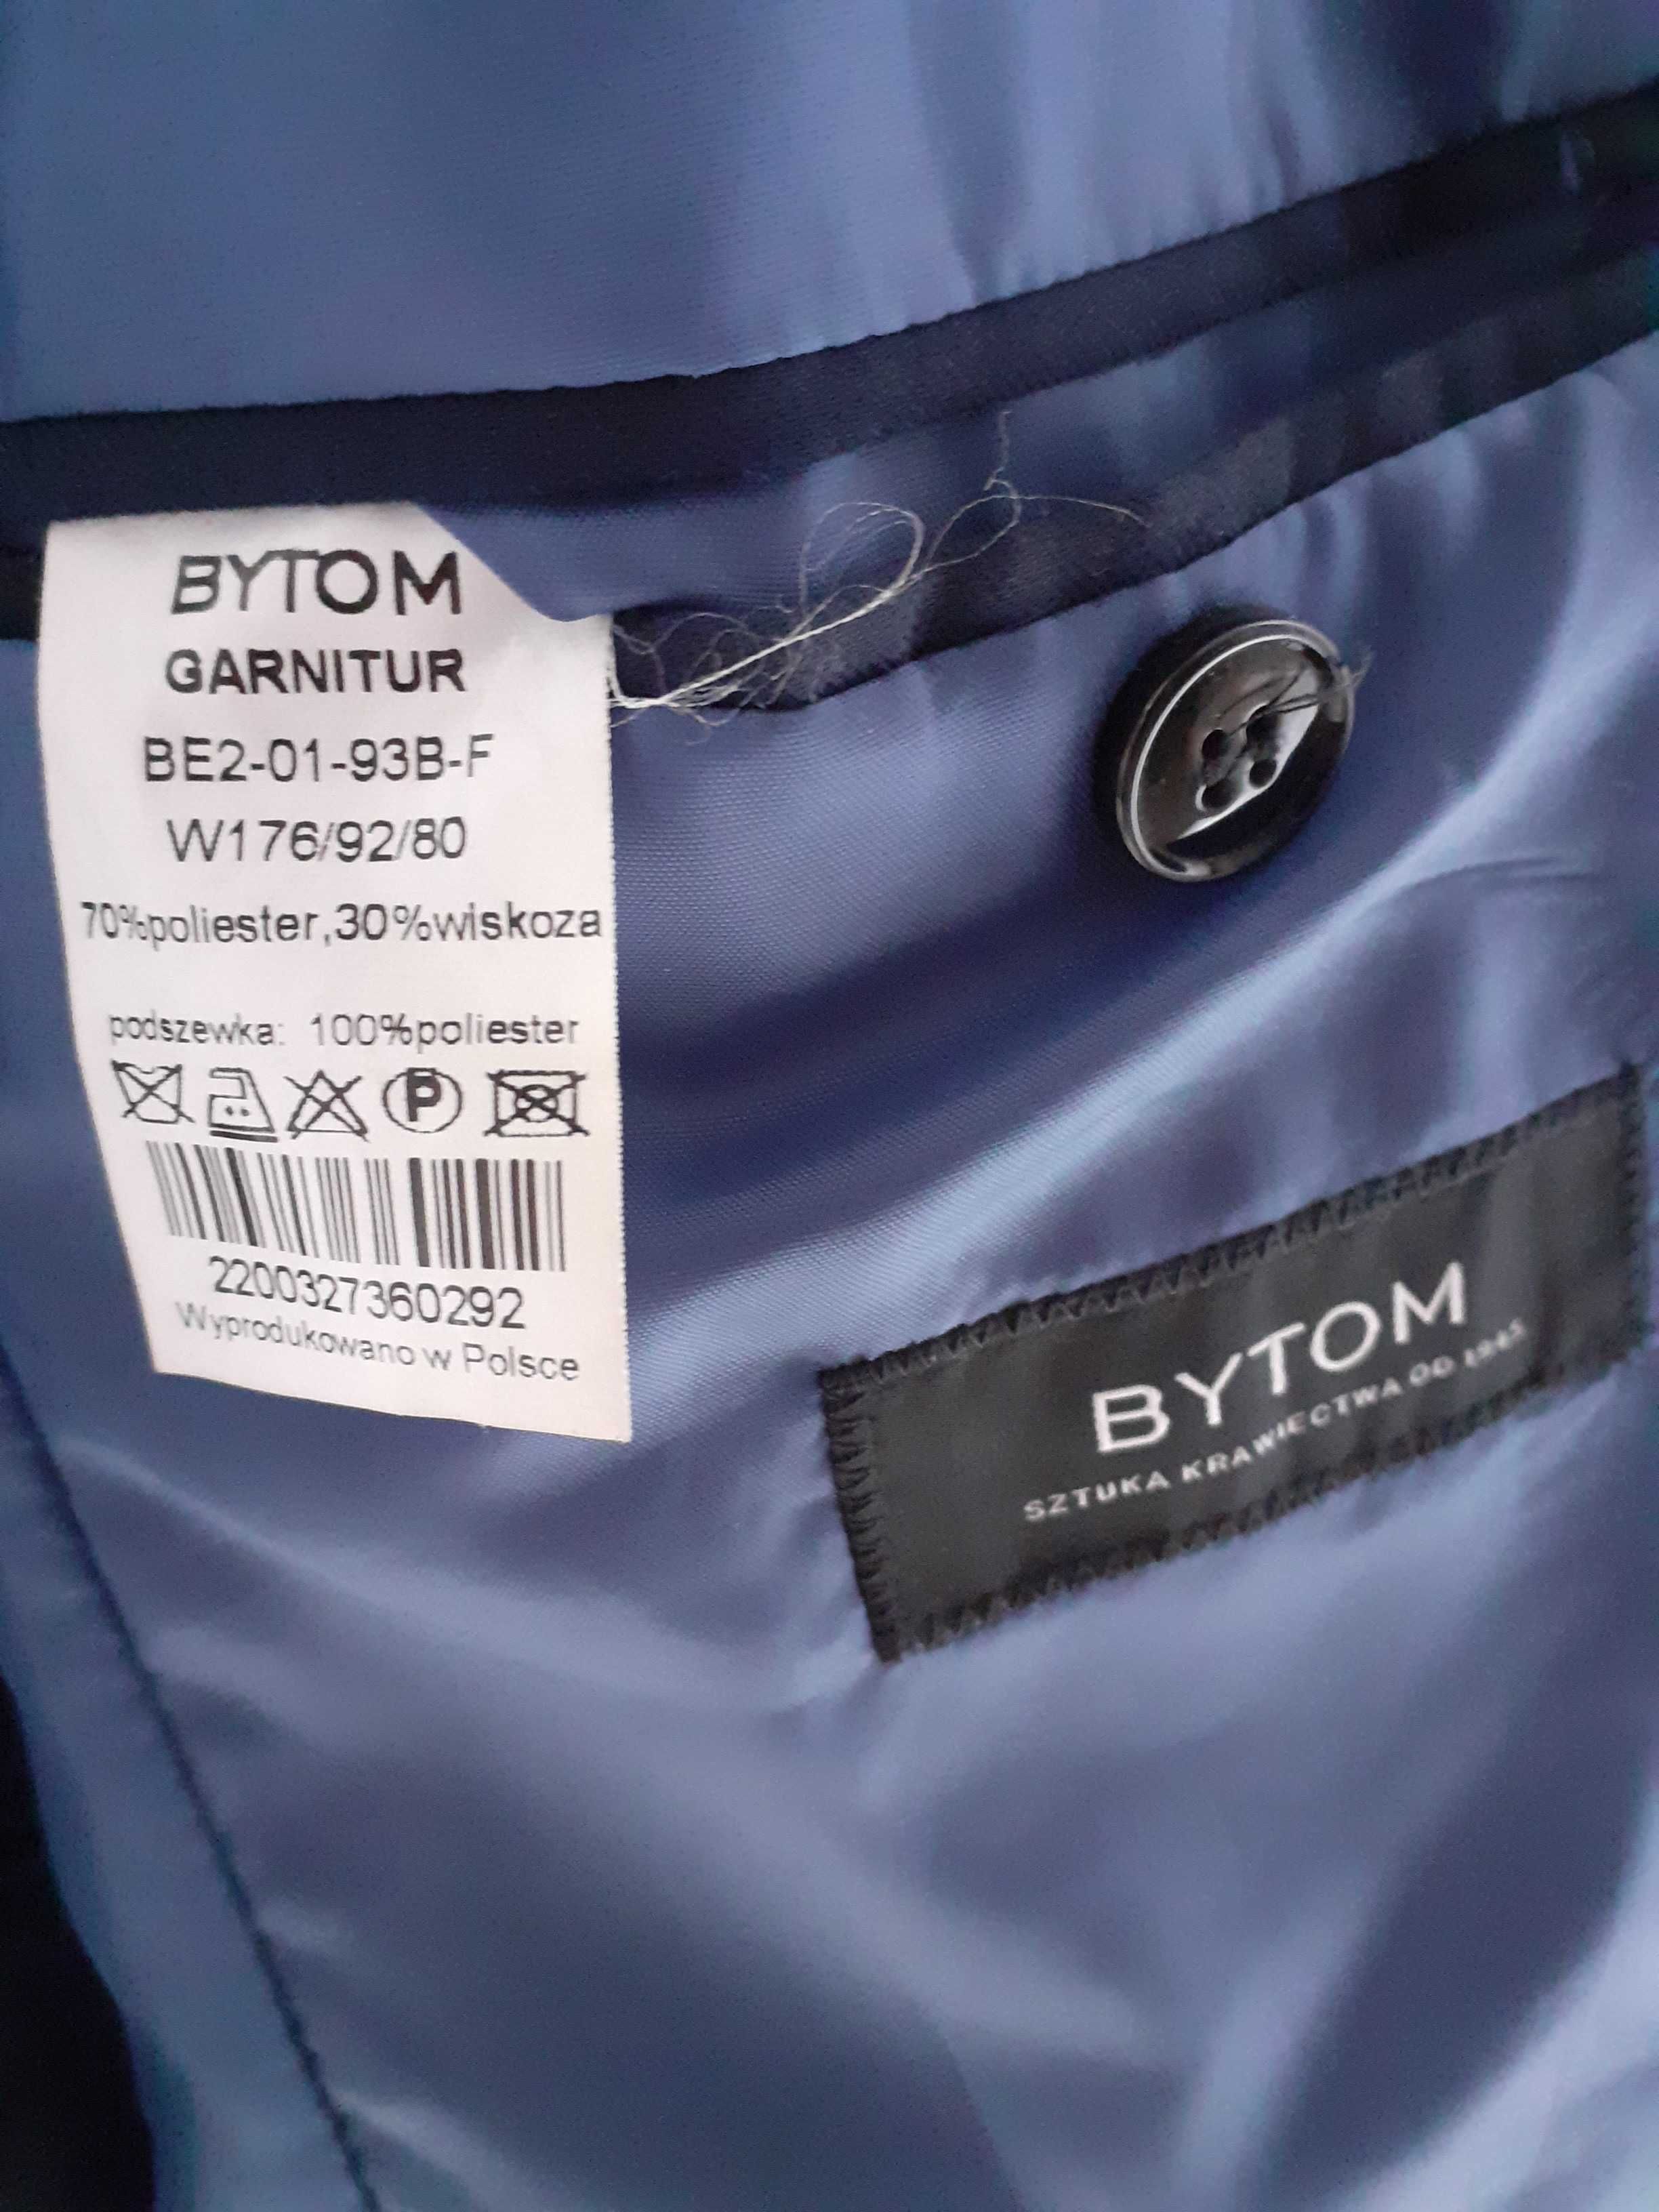 BYTOM
GARNITUR
BE2-01-93B-F
W176/92/80
70%poliester,30%wiskoza
podszewka: 100%poliester
P
2200327360292
Wyprodukowano w Polsce
BYTOM
SZTUKA KRAWIECTWA OD 1945